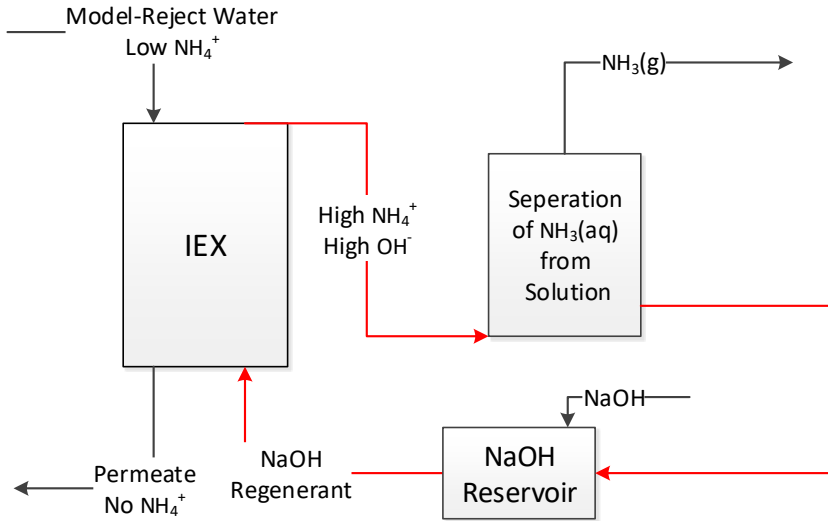 Model-Reject Water
Low NH₄⁺
NH₃(g)
IEX
High NH₄⁺
High OH⁻
Seperation
of NH₃(aq)
from
Solution
NaOH
NaOH
Reservoir
NaOH
Regenerant
Permeate
No NH₄⁺